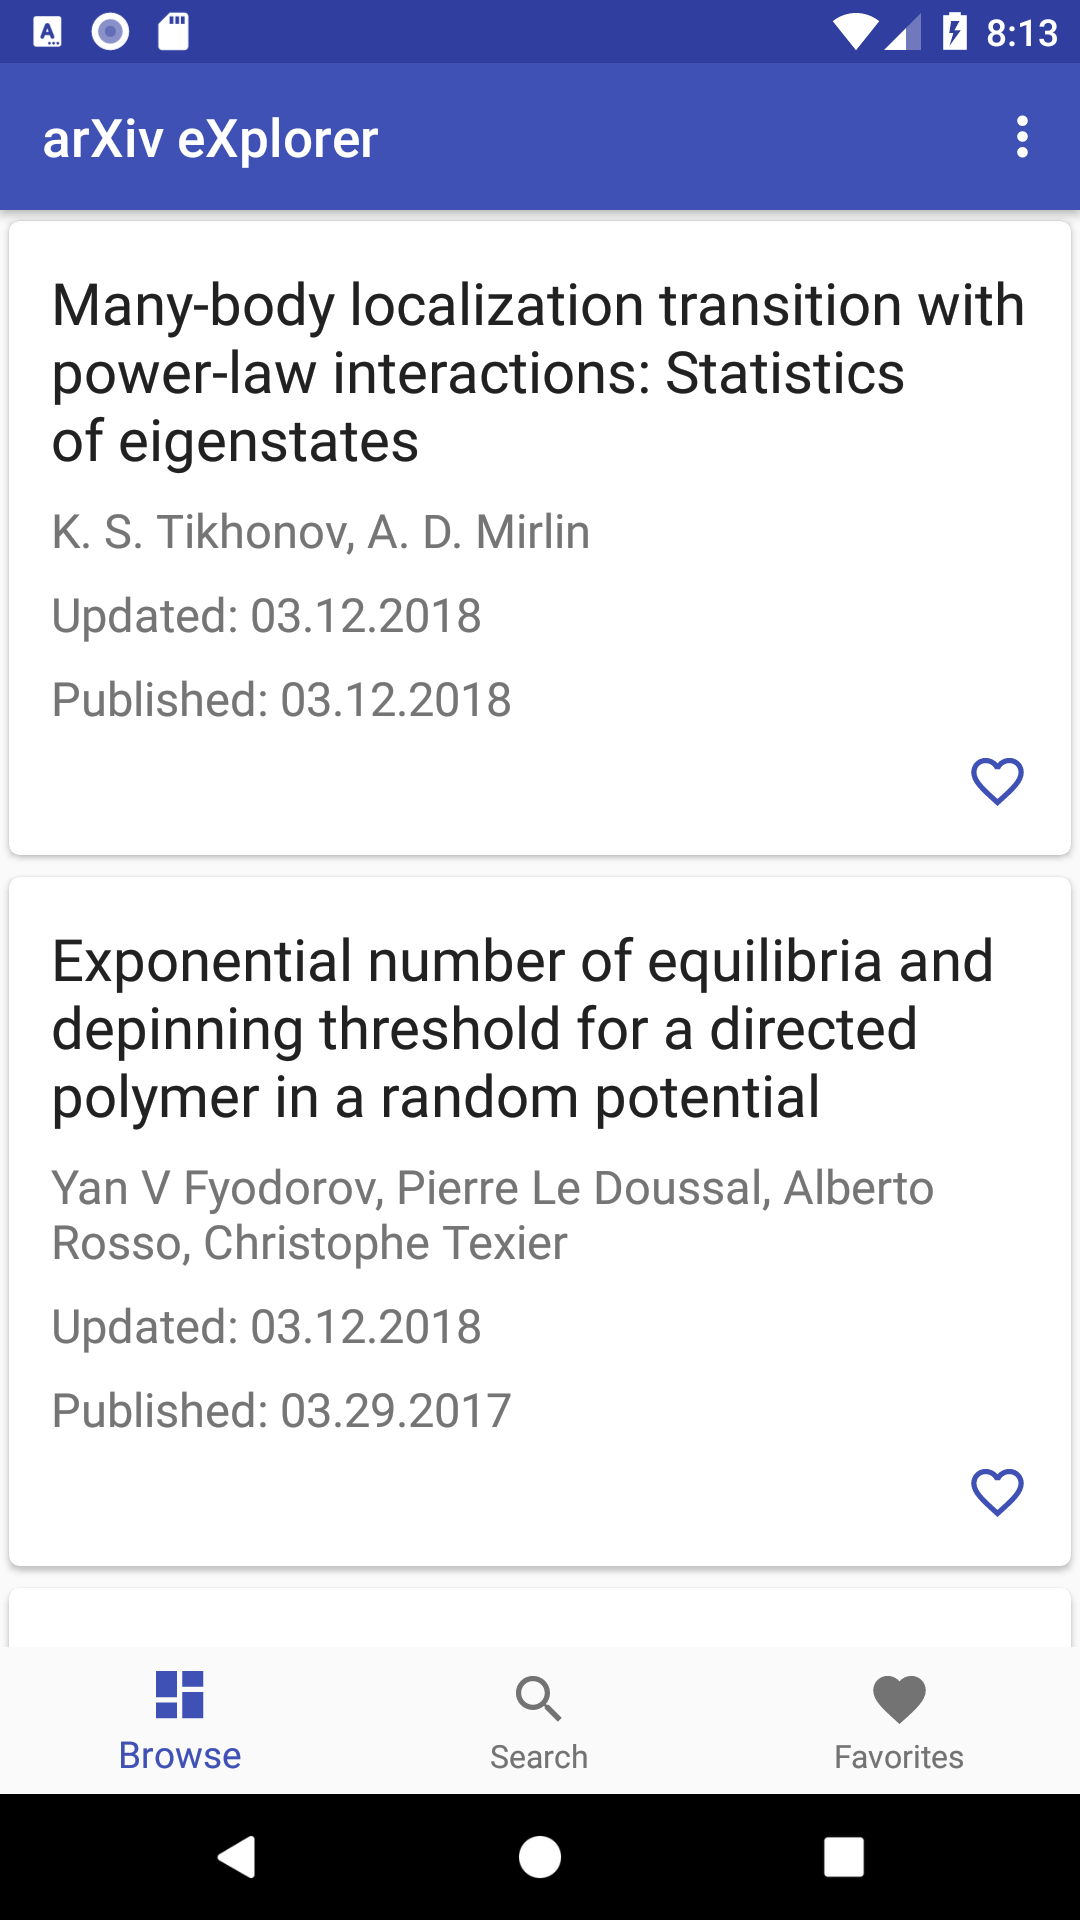 8:13
arXiv eXplorer
Many-body localization transition with
power-law interactions: Statistics
of eigenstates
K. S. Tikhonov, A. D. Mirlin
Updated: 03.12.2018
Published: 03.12.2018
Exponential number of equilibria and
depinning threshold for a directed
polymer in a random potential
Yan V Fyodorov, Pierre Le Doussal, Alberto
Rosso, Christophe Texier
Updated: 03.12.2018
Published: 03.29.2017
Browse
Search
Favorites